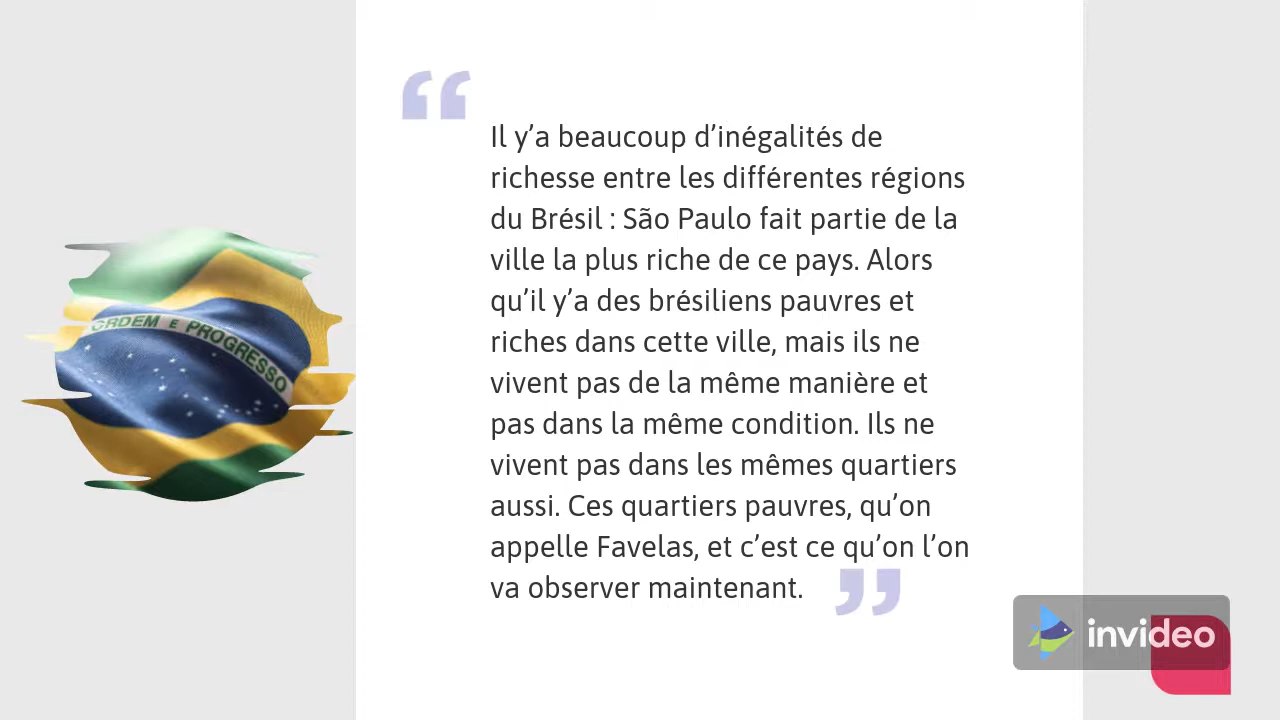 “
Il y’a beaucoup d’inégalités de
richesse entre les différentes régions
du Brésil : São Paulo fait partie de la
ville la plus riche de ce pays. Alors
qu’il y’a des brésiliens pauvres et
riches dans cette ville, mais ils ne
vivent pas de la même manière et
pas dans la même condition. Ils ne
vivent pas dans les mêmes quartiers
aussi. Ces quartiers pauvres, qu’on
appelle Favelas, et c’est ce qu’on l’on
va observer maintenant.
”
ORDEM E PROGRESSO
invideo